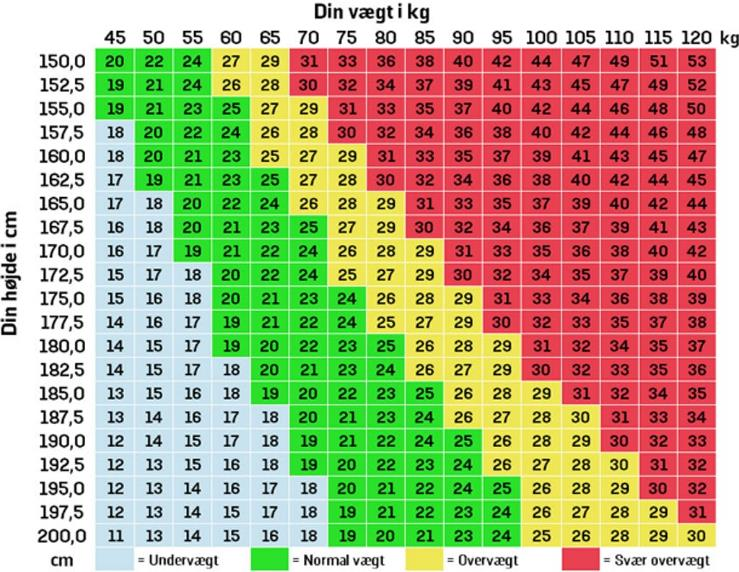 Din vægt i kg
45 50 55 60 65 70 75 80 85 90 95 100 105 110 115 120 kg
Din højde i cm
150,0 20 22 24 27 29 31 33 36 38 40 42 44 47 49 51 53
152,5 19 21 24 26 28 30 32 34 37 39 41 43 45 47 49 52
155,0 19 21 23 25 27 29 31 33 35 37 40 42 44 46 48 50
157,5 18 20 22 24 26 28 30 32 34 36 38 40 42 44 46 48
160,0 18 20 21 23 25 27 29 31 33 35 37 39 41 43 45 47
162,5 17 19 21 23 25 27 28 30 32 34 36 38 40 42 44 45
165,0 17 18 20 22 24 26 28 29 31 33 35 37 39 40 42 44
167,5 16 18 20 21 23 25 27 29 30 32 34 36 37 39 41 43
170,0 16 17 19 21 22 24 26 28 29 31 33 35 36 38 40 42
172,5 15 17 18 20 22 24 25 27 29 30 32 34 35 37 39 40
175,0 15 16 18 20 21 23 24 26 28 29 31 33 34 36 38 39
177,5 14 16 17 19 21 22 24 25 27 29 30 32 33 35 37 38
180,0 14 15 17 19 20 22 23 25 26 28 29 31 32 34 35 37
182,5 14 15 17 18 20 21 23 24 26 27 29 30 32 33 35 36
185,0 13 15 16 18 19 20 22 23 25 26 28 29 31 32 34 35
187,5 13 14 16 17 18 20 21 23 24 26 27 28 30 31 33 34
190,0 12 14 15 17 18 19 21 22 24 25 26 28 29 30 32 33
192,5 12 13 15 16 18 19 20 22 23 24 26 27 28 30 31 32
195,0 12 13 14 16 17 18 20 21 22 24 25 26 28 29 30 32
197,5 12 13 14 15 17 18 19 21 22 23 24 26 27 28 29 31
200,0 11 13 14 15 16 18 19 20 21 23 24 25 26 28 29 30
cm = Undervægt = Normal vægt = Overvægt = Svær overvægt